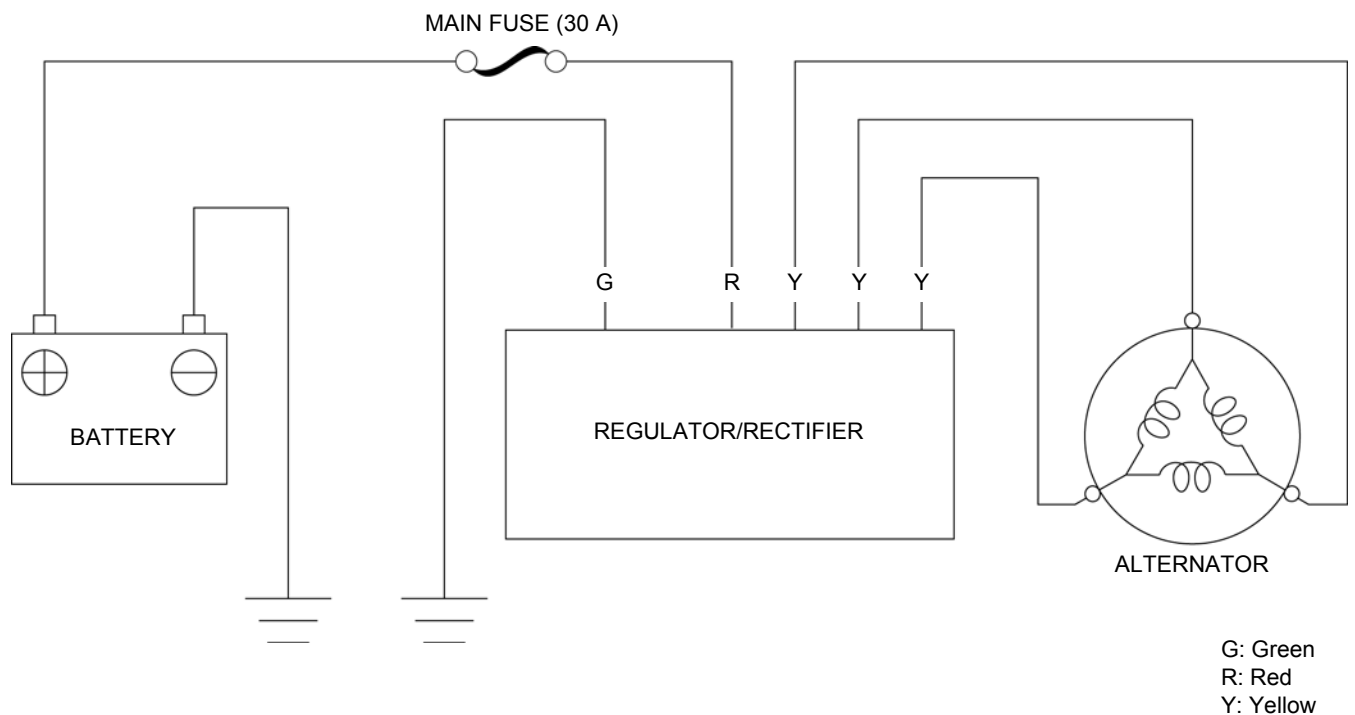 MAIN FUSE (30 A)
G
R
Y
Y
Y
BATTERY
REGULATOR/RECTIFIER
ALTERNATOR
G: Green
R: Red
Y: Yellow